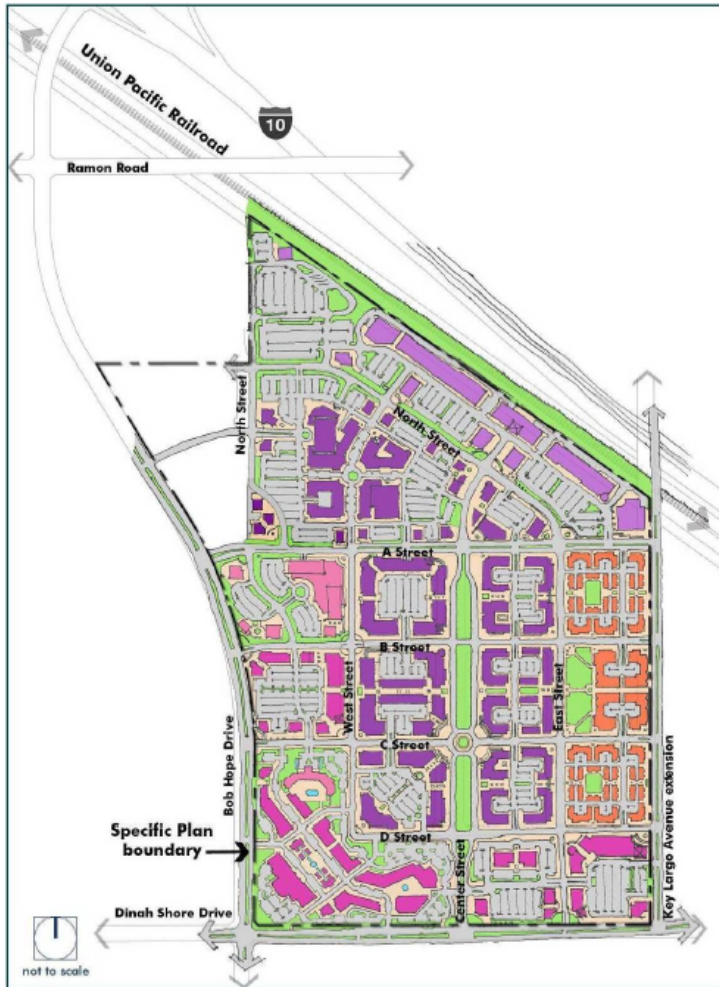 Union Pacific Railroad
10
Ramon Road
North Street
North Street
A Street
B Street
West Street
East Street
C Street
Bob Hope Drive
Key Largo Avenue extension
Specific Plan
boundary
D Street
Center Street
Dinah Shore Drive
not to scale